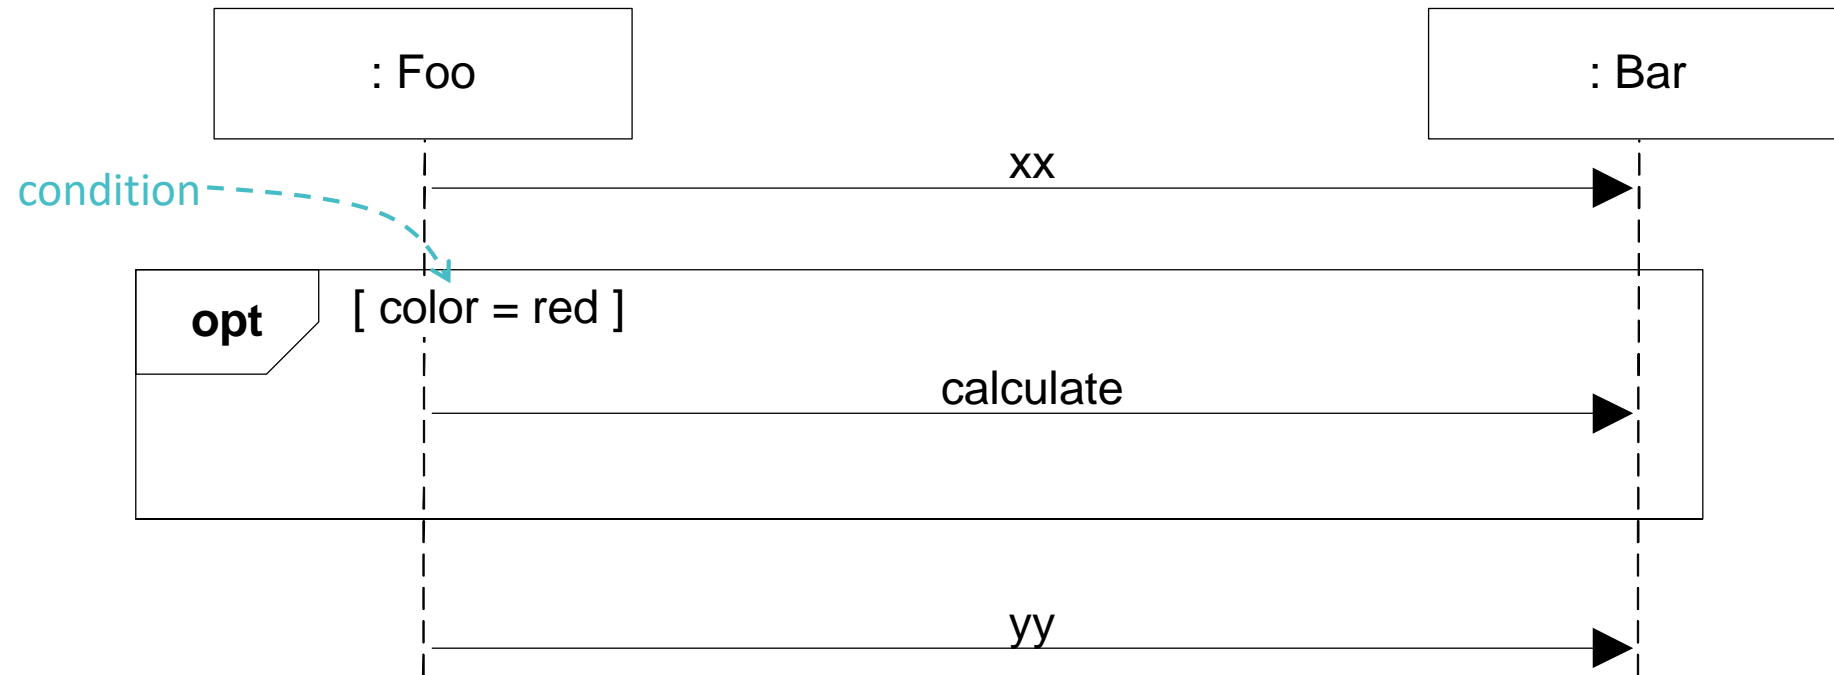 : Foo
: Bar
xx
condition
opt
[ color = red ]
calculate
yy